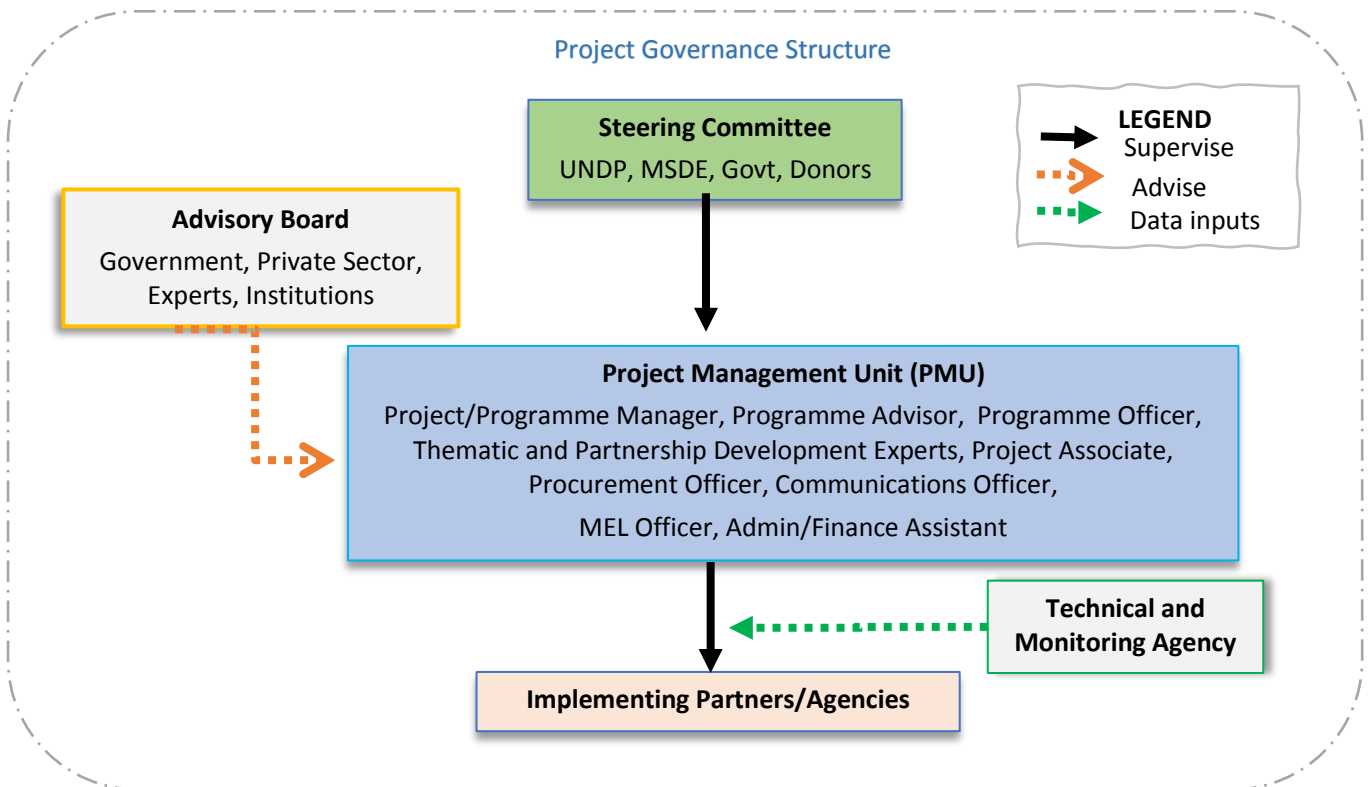 Project Governance Structure
Steering Committee
UNDP, MSDE, Govt, Donors
LEGEND
Supervise
Advise
Data inputs
Advisory Board
Government, Private Sector,
Experts, Institutions
Project Management Unit (PMU)
Project/Programme Manager, Programme Advisor, Programme Officer,
Thematic and Partnership Development Experts, Project Associate,
Procurement Officer, Communications Officer,
MEL Officer, Admin/Finance Assistant
Technical and
Monitoring Agency
Implementing Partners/Agencies